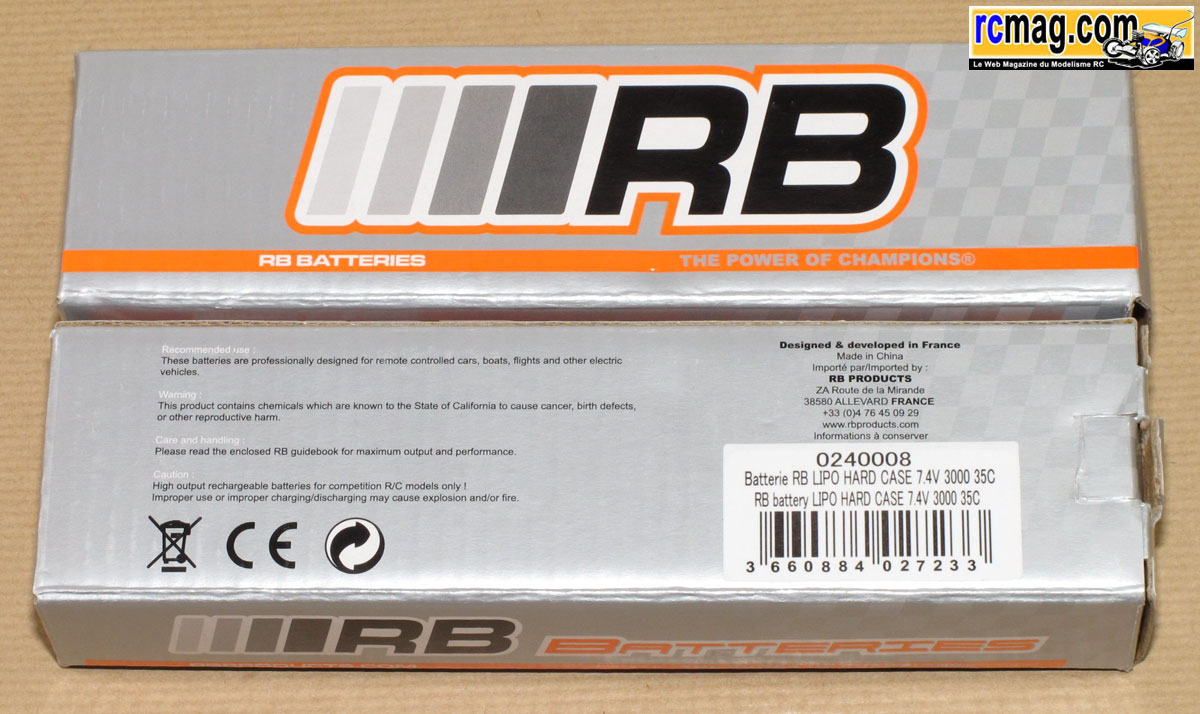 rcmag.com
Le Web Magazine du Modelisme RC
RB
RB BATTERIES
THE POWER OF CHAMPIONS®
Recommended use :
These batteries are professionally designed for remote controlled cars, boats, flights and other electric
vehicles.
Warning :
This product contains chemicals which are known to the State of California to cause cancer, birth defects,
or other reproductive harm.
Care and handling :
Please read the enclosed RB guidebook for maximum output and performance.
Caution :
High output rechargeable batteries for competition R/C models only !
Improper use or improper charging/discharging may cause explosion and/or fire.
CE
Designed & developed in France
Made in China
Importé par/Imported by :
RB PRODUCTS
ZA Route de la Mirande
38580 ALLEVARD FRANCE
+33 (0)4 76 45 09 29
www.rbproducts.com
Informations à conserver
0240008
Batterie RB LIPO HARD CASE 7.4V 3000 35C
RB battery LIPO HARD CASE 7.4V 3000 35C
3 660884 027233
RB BATTERIES
RBPRODUCTS.COM